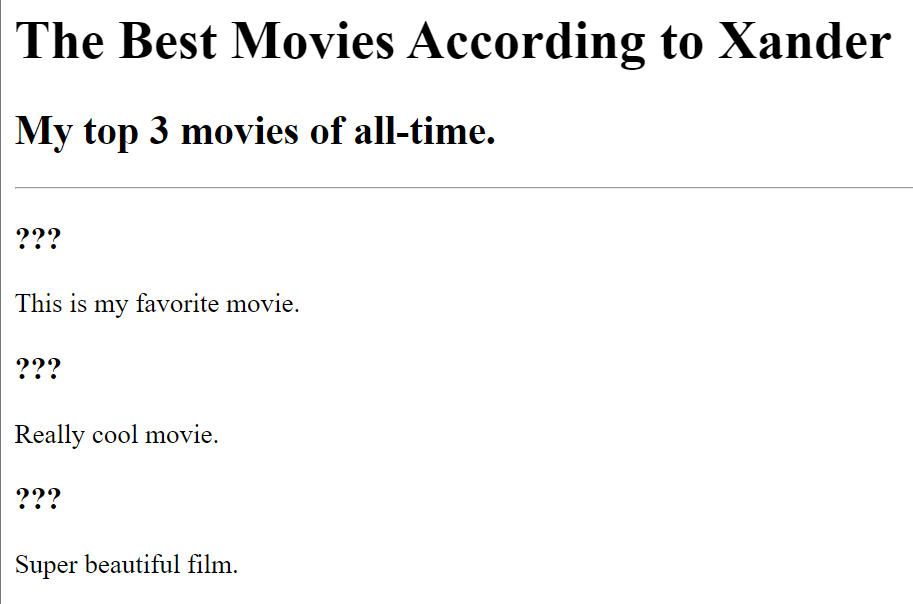 The Best Movies According to Xander
My top 3 movies of all-time.
???
This is my favorite movie.
???
Really cool movie.
???
Super beautiful film.